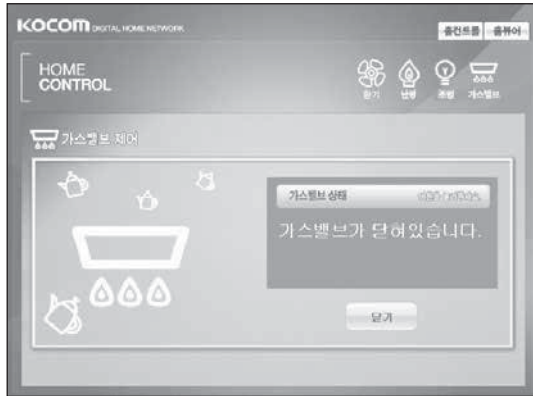 KOCOM DIGITAL HOME NETWORK
홈컨트롤 홈뷰어
HOME
CONTROL
환기 난방 조명 가스밸브
가스밸브 제어
가스밸브 상태
가스밸브가 닫혀있습니다.
닫기